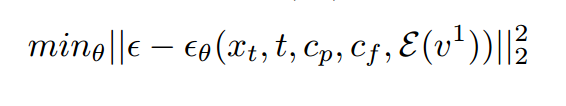 min_θ||ϵ − ϵ_θ(x_t, t, c_p, c_f, ℰ(v^1))||_2^2